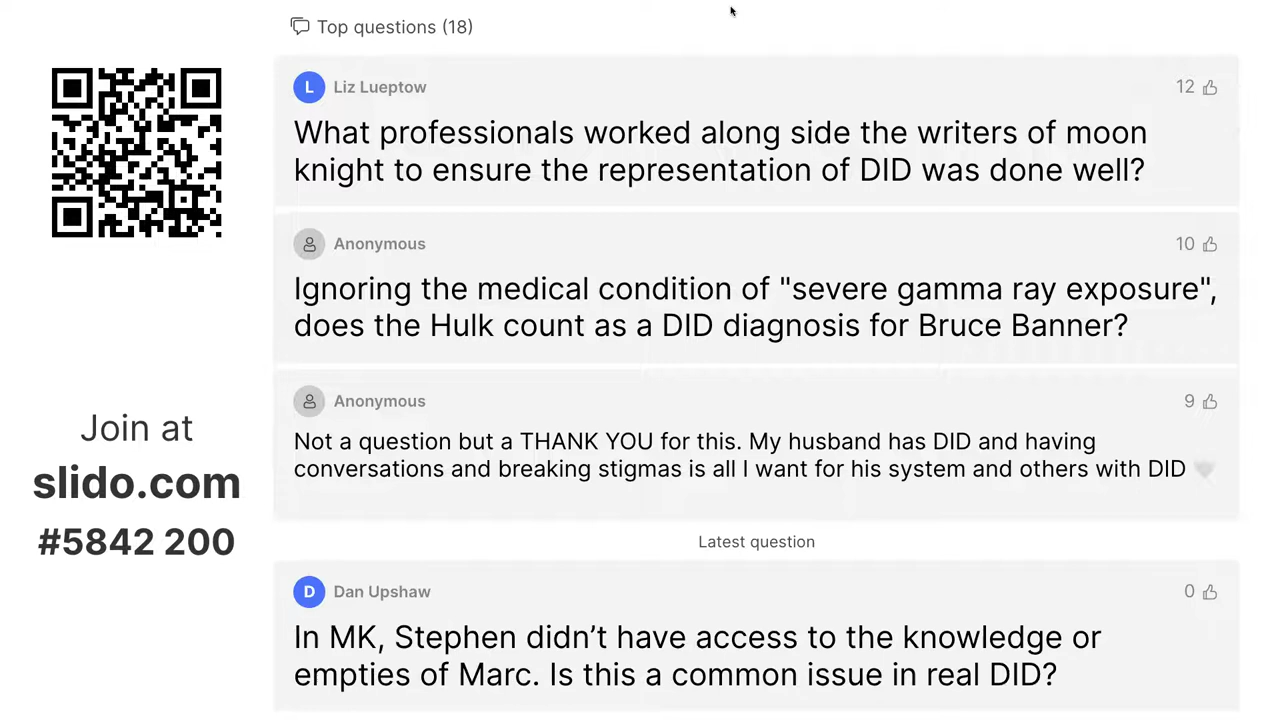 Top questions (18)
L
Liz Lueptow
12
What professionals worked along side the writers of moon
knight to ensure the representation of DID was done well?
Anonymous
10
Ignoring the medical condition of "severe gamma ray exposure",
does the Hulk count as a DID diagnosis for Bruce Banner?
Anonymous
9
Not a question but a THANK YOU for this. My husband has DID and having
conversations and breaking stigmas is all I want for his system and others with DID
Join at
slido.com
#5842 200
Latest question
D
Dan Upshaw
0
In MK, Stephen didn’t have access to the knowledge or
empties of Marc. Is this a common issue in real DID?